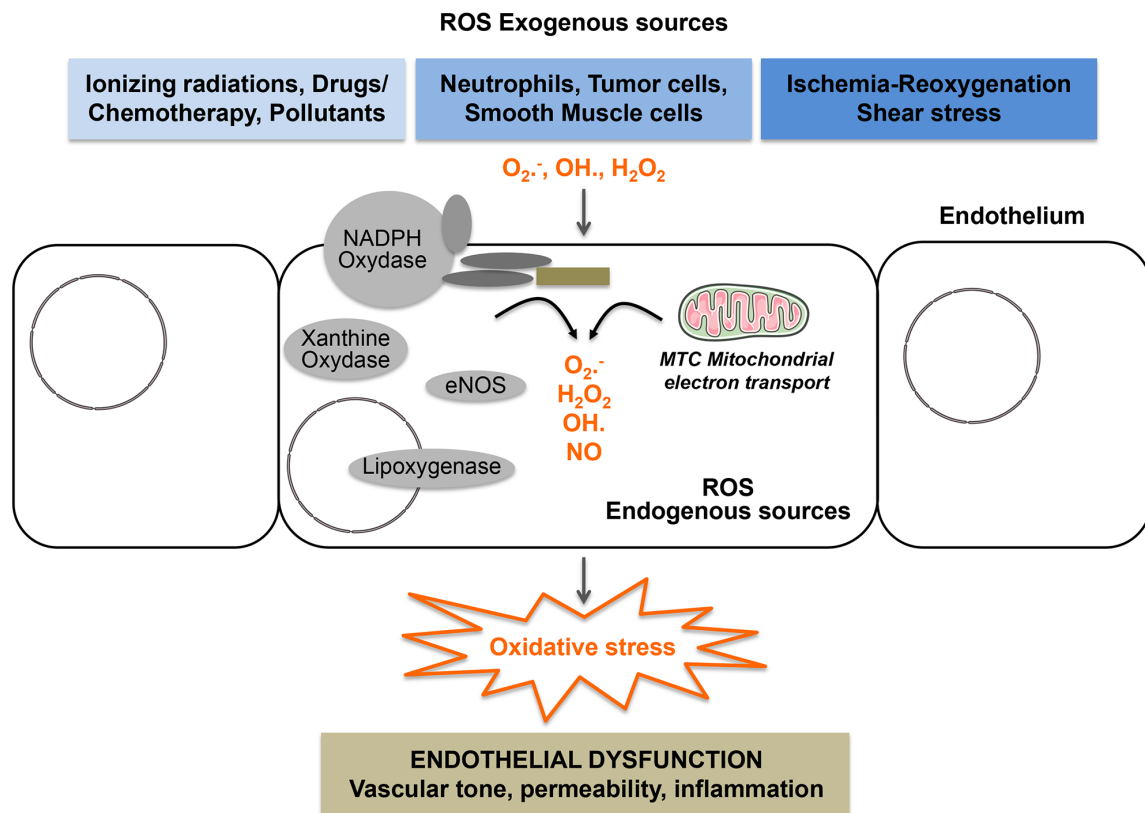 ROS Exogenous sources
Ionizing radiations, Drugs/
Chemotherapy, Pollutants
Neutrophils, Tumor cells,
Smooth Muscle cells
Ischemia-Reoxygenation
Shear stress
O₂.⁻, OH., H₂O₂
Endothelium
NADPH
Oxydase
Xanthine
Oxydase
eNOS
Lipoxygenase
O₂.⁻
H₂O₂
OH.
NO
MTC Mitochondrial
electron transport
ROS
Endogenous sources
Oxidative stress
ENDOTHELIAL DYSFUNCTION
Vascular tone, permeability, inflammation